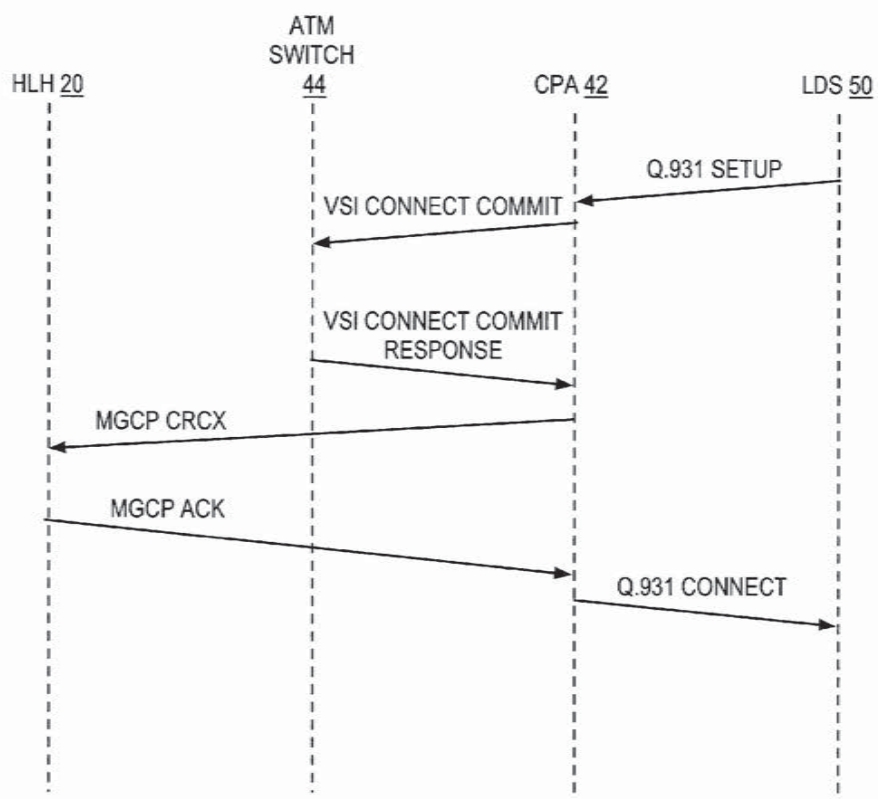 ATM
SWITCH
HLH 20
44
CPA 42
LDS 50
Q.931 SETUP
VSI CONNECT COMMIT
VSI CONNECT COMMIT
RESPONSE
MGCP CRCX
MGCP ACK
Q.931 CONNECT